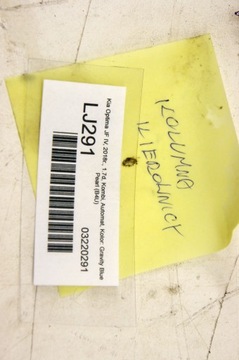 Kia Optima JF IV, 2018r., 1.7d, Kombi, Automat, Kolor: Gravity Blue
Pearl (B4U)
LJ291
03220291
KOLUMNA
KIEROWNICY